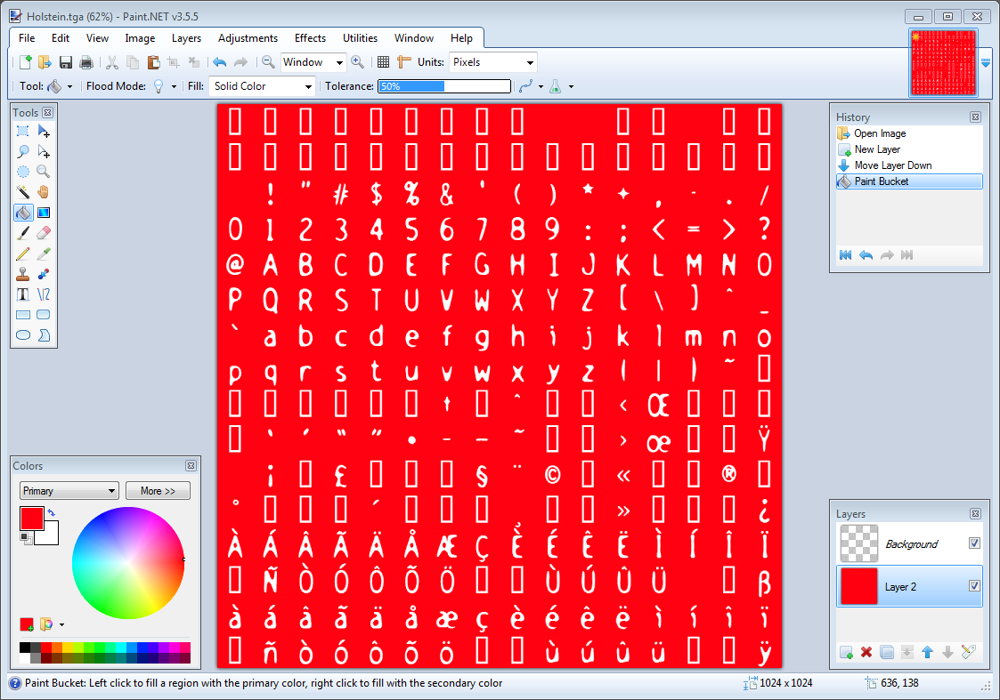 Holstein.tga (62%) - Paint.NET v3.5.5
File Edit View Image Layers Adjustments Effects Utilities Window Help
Window Units: Pixels
Tool: Flood Mode: Fill: Solid Color Tolerance: 50%
Tools
! " # $ % & ' ( ) * + , - . /
0 1 2 3 4 5 6 7 8 9 : ; < = > ?
@ A B C D E F G H I J K L M N O
P Q R S T U V W X Y Z [ \ ] ^ _
` a b c d e f g h i j k l m n o
p q r s t u v w x y z { | } ~
† ˆ ‹ Œ
‘ ’ “ ” • – — ˜ › œ Ÿ
¡ £ § ¨ © « ®
° ´ » ¿
À Á Â Ã Ä Å Æ Ç È É Ê Ë Ì Í Î Ï
Ñ Ò Ó Ô Õ Ö Ù Ú Û Ü ß
à á â ã ä å æ ç è é ê ë ì í î ï
ñ ò ó ô õ ö ù ú û ü ÿ
History
Open Image
New Layer
Move Layer Down
Paint Bucket
Colors
Primary More >>
Layers
Background
Layer 2
Paint Bucket: Left click to fill a region with the primary color, right click to fill with the secondary color 1024 x 1024 636, 138